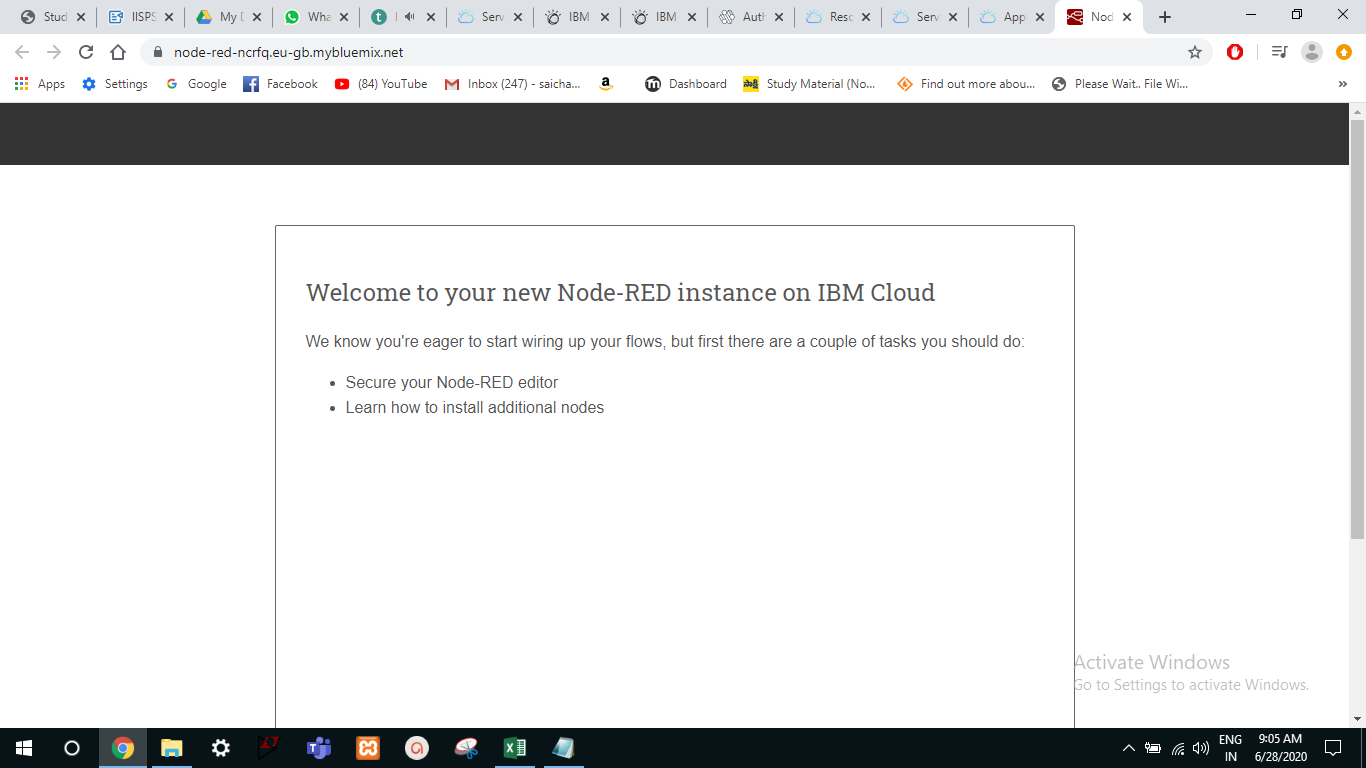 Stud
IISPS
My D
Wha
Serv
IBM
IBM
Auth
Resc
Serv
App
Nod
node-red-ncrfq.eu-gb.mybluemix.net
Apps
Settings
Google
Facebook
(84) YouTube
Inbox (247) - saicha...
Dashboard
Study Material (No...
Find out more abou...
Please Wait.. File Wi...
Welcome to your new Node-RED instance on IBM Cloud
We know you're eager to start wiring up your flows, but first there are a couple of tasks you should do:
• Secure your Node-RED editor
• Learn how to install additional nodes
Activate Windows
Go to Settings to activate Windows.
ENG
IN
9:05 AM
6/28/2020